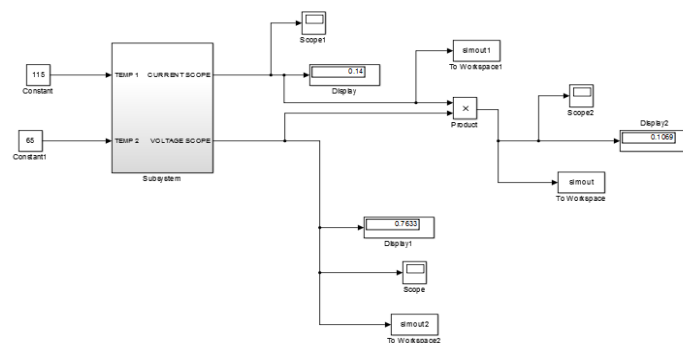 Scope1
simout1
To Workspace1
0.14
Display
115
Constant
TEMP 1
CURRENT SCOPE
×
Product
Scope2
Display2
0.1069
65
Constant1
TEMP 2
VOLTAGE SCOPE
Subsystem
simout
To Workspace
0.7633
Display1
Scope
simout2
To Workspace2